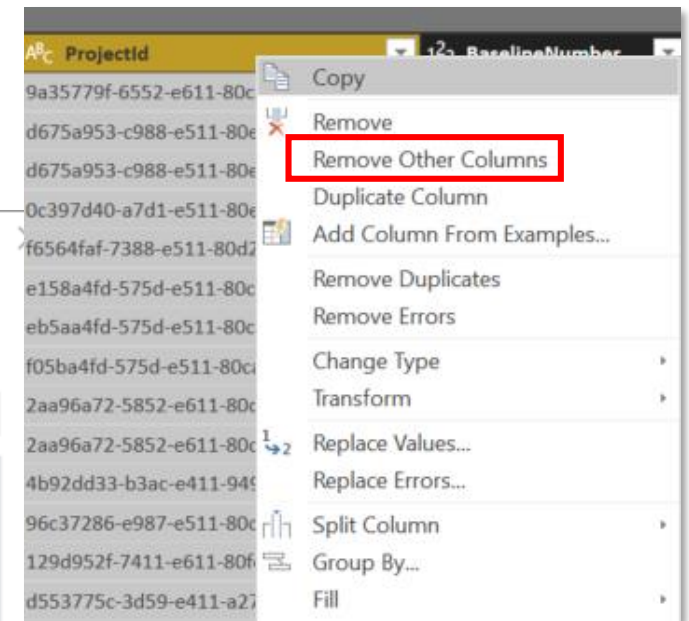 ABC ProjectId 123 BaselineNumber
9a35779f-6552-e611-80c
d675a953-c988-e511-80e
d675a953-c988-e511-80e
0c397d40-a7d1-e511-80e
f6564faf-7388-e511-80d2
e158a4fd-575d-e511-80c
eb5aa4fd-575d-e511-80c
f05ba4fd-575d-e511-80ca
2aa96a72-5852-e611-80c
2aa96a72-5852-e611-80c
4b92dd33-b3ac-e411-949
96c37286-e987-e511-80c
129d952f-7411-e611-80f
d553775c-3d59-e411-a27
Copy
Remove
Remove Other Columns
Duplicate Column
Add Column From Examples...
Remove Duplicates
Remove Errors
Change Type
Transform
Replace Values...
Replace Errors...
Split Column
Group By...
Fill